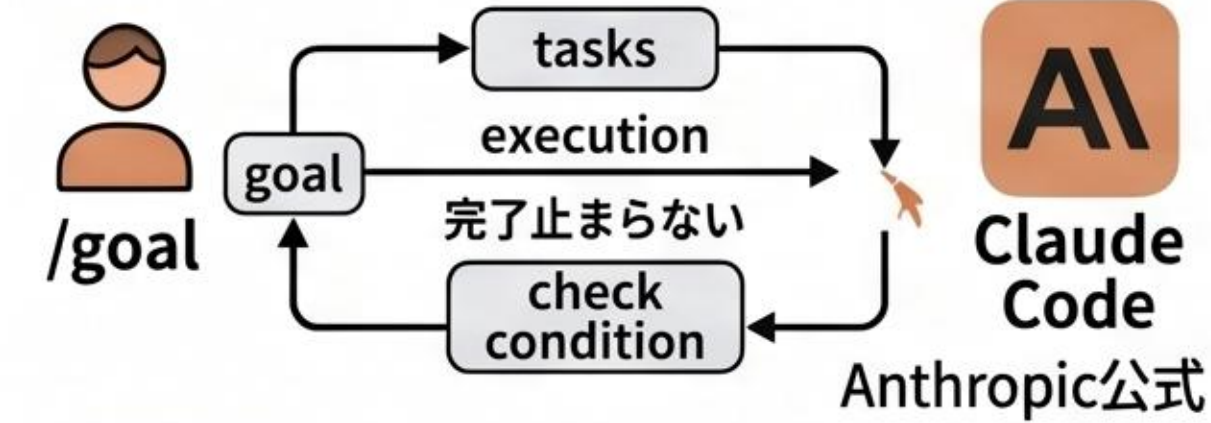 tasks
execution
goal
完了止まらない
/goal
check
condition
Claude
Code
Anthropic公式